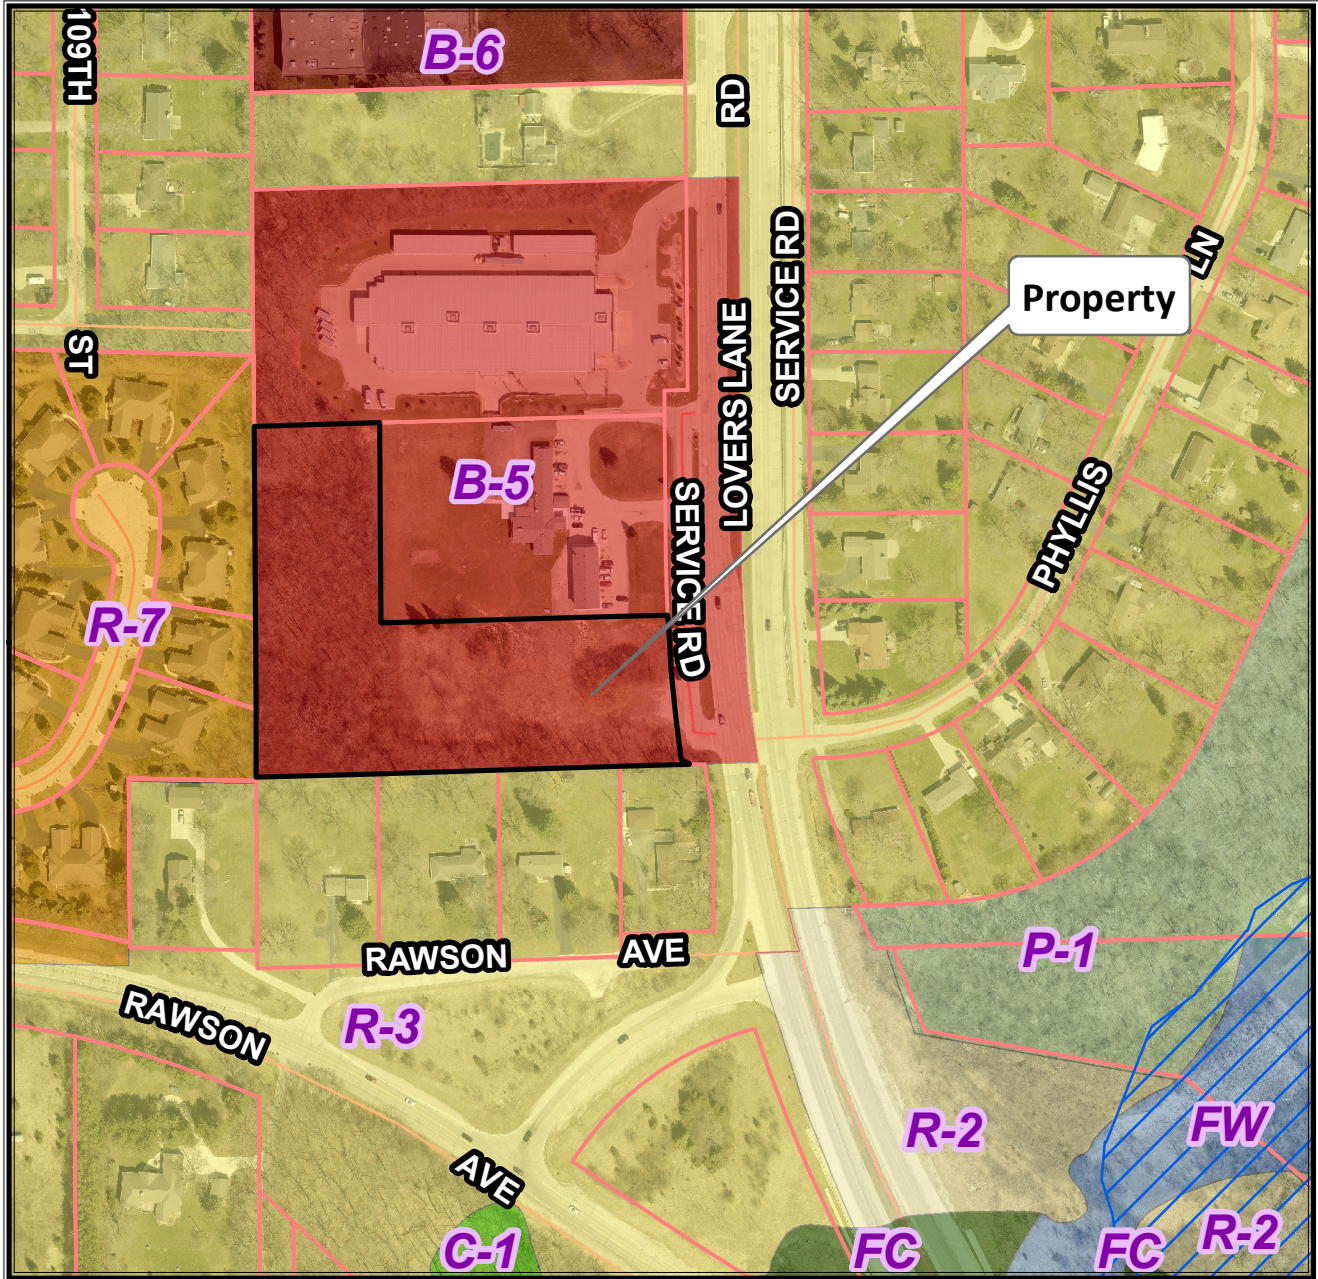 109TH
ST
B-6
RD
SERVICE RD
LN
Property
LOVERS LANE
B-5
SERVICE RD
PHYLLIS
R-7
RAWSON AVE
P-1
RAWSON
R-3
R-2
FW
AVE
C-1
FC
FC
R-2